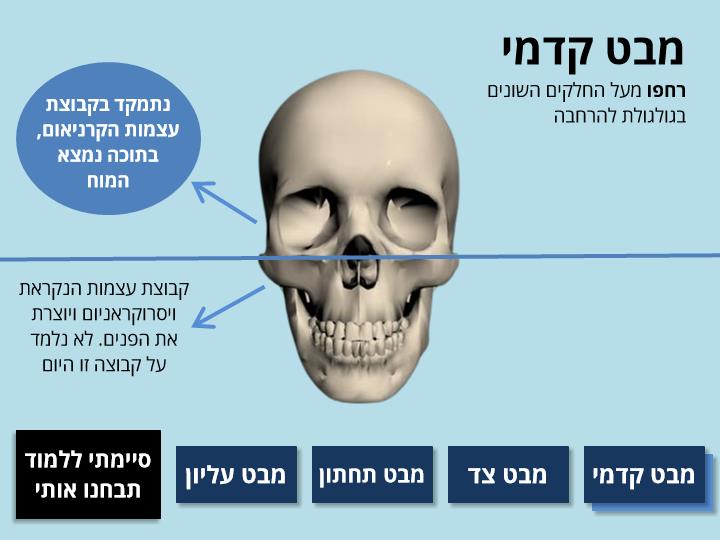 מבט קדמי
רחפו מעל החלקים השונים
בגולגולת להרחבה
נתמקד בקבוצת
עצמות הקרניאום,
בתוכה נמצא
המוח
קבוצת עצמות הנקראת
ויסרוקראניום ויוצרת
את הפנים. לא נלמד
על קבוצה זו היום
מבט קדמי
מבט צד
מבט תחתון
מבט עליון
סיימתי ללמוד
תבחנו אותי